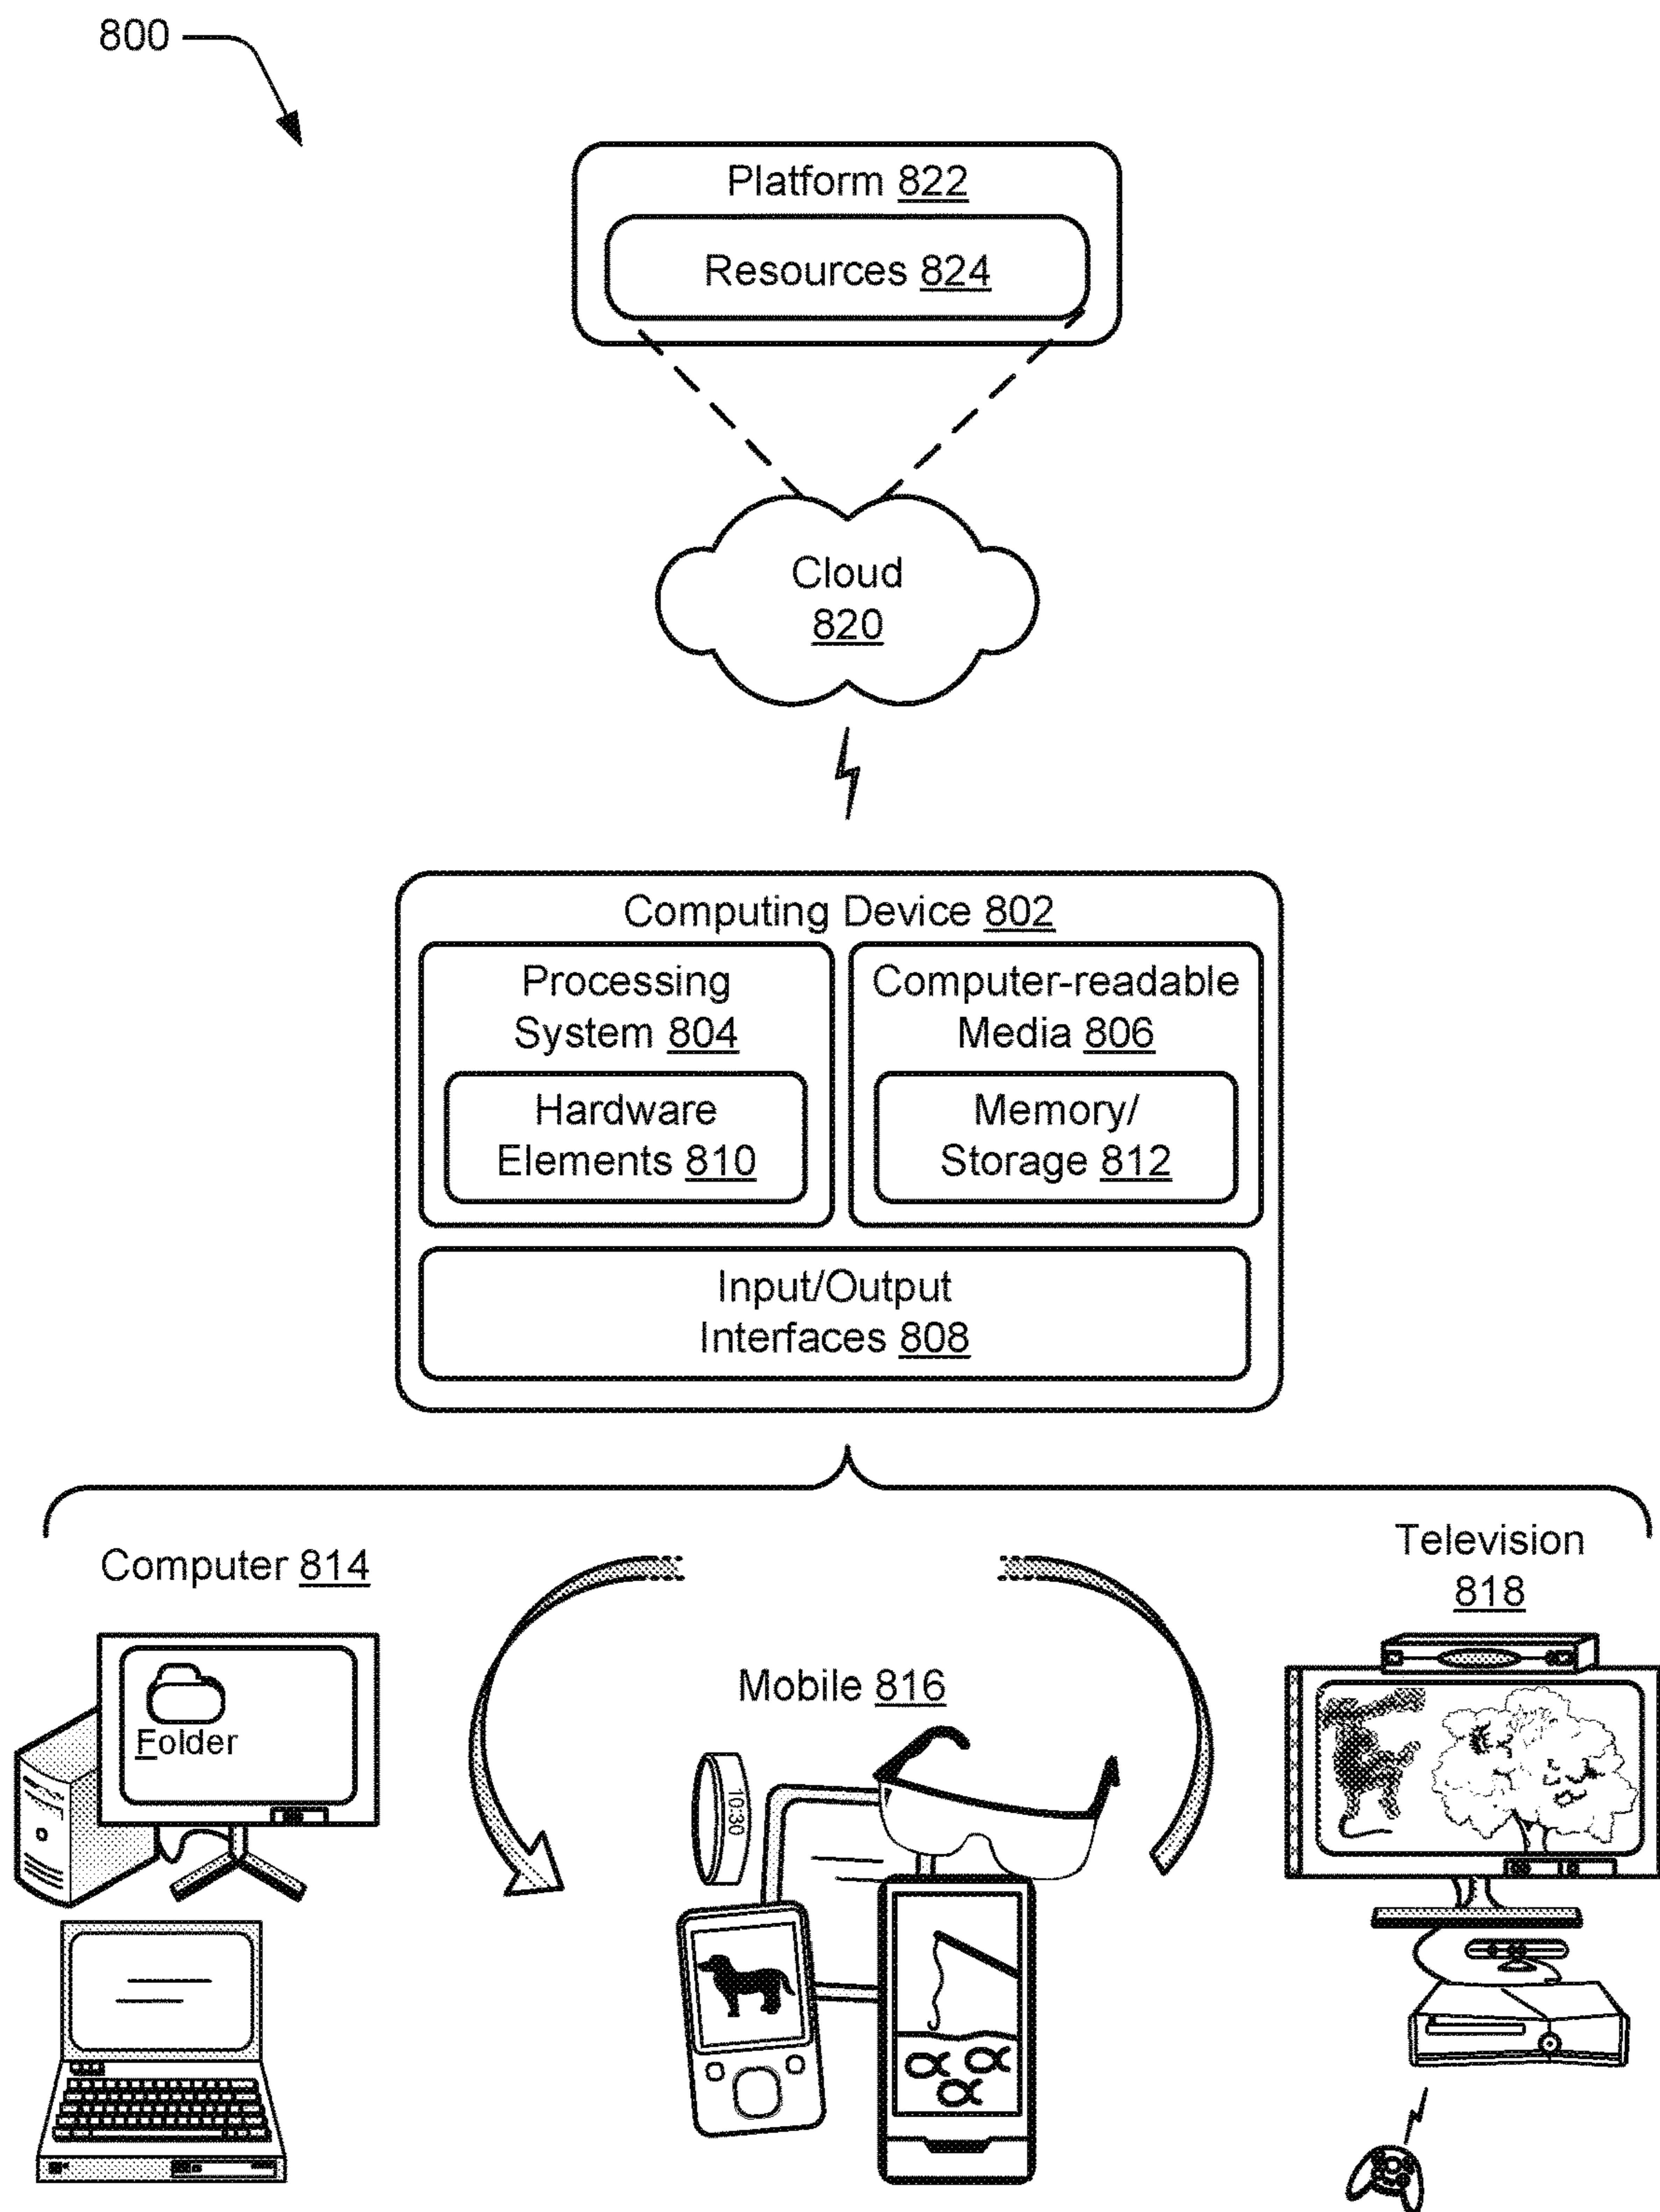 800
Platform 822
Resources 824
Cloud
820
Computing Device 802
Processing
System 804
Hardware
Elements 810
Computer-readable
Media 806
Memory/
Storage 812
Input/Output
Interfaces 808
Computer 814
Folder
Mobile 816
10:30
Television
818